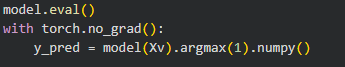 model.eval()
with torch.no_grad():
    y_pred = model(Xv).argmax(1).numpy()